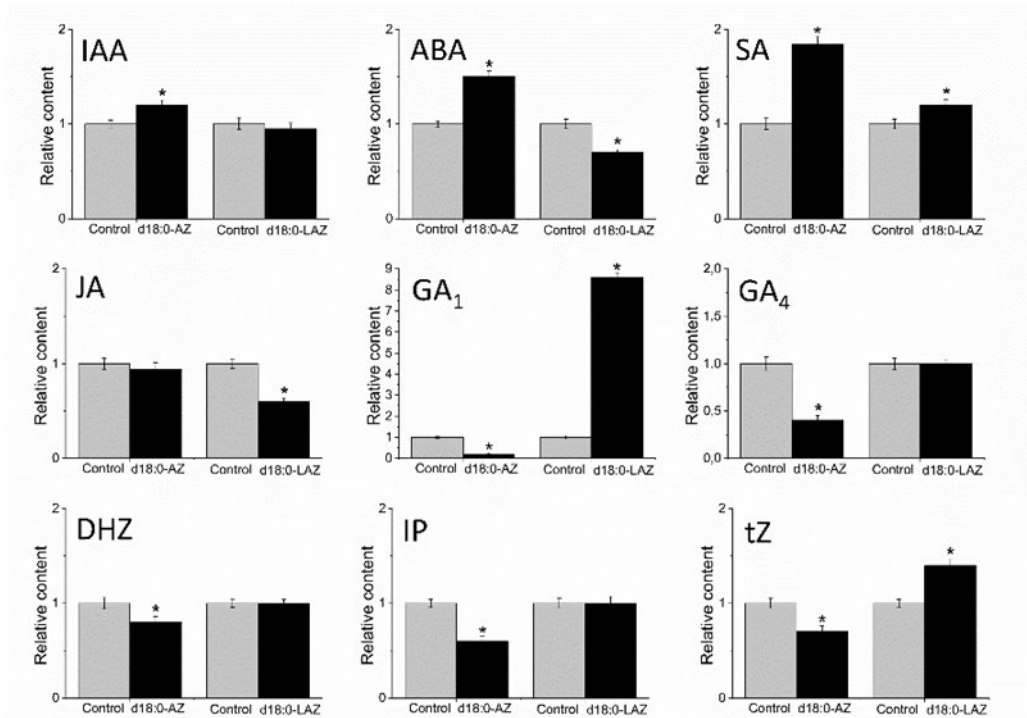 IAA
Relative content
2
1
0
*
Control d18:0-AZ Control d18:0-LAZ
ABA
Relative content
2
1
0
*
*
Control d18:0-AZ Control d18:0-LAZ
SA
Relative content
2
1
0
*
*
Control d18:0-AZ Control d18:0-LAZ
JA
Relative content
2
1
0
*
Control d18:0-AZ Control d18:0-LAZ
GA1
Relative content
9
8
7
6
5
4
3
2
1
0
*
*
Control d18:0-AZ Control d18:0-LAZ
GA4
Relative content
2,0
1,5
1,0
0,5
0,0
*
Control d18:0-AZ Control d18:0-LAZ
DHZ
Relative content
2
1
0
*
Control d18:0-AZ Control d18:0-LAZ
IP
Relative content
2
1
0
*
Control d18:0-AZ Control d18:0-LAZ
tZ
Relative content
2
1
0
*
*
Control d18:0-AZ Control d18:0-LAZ